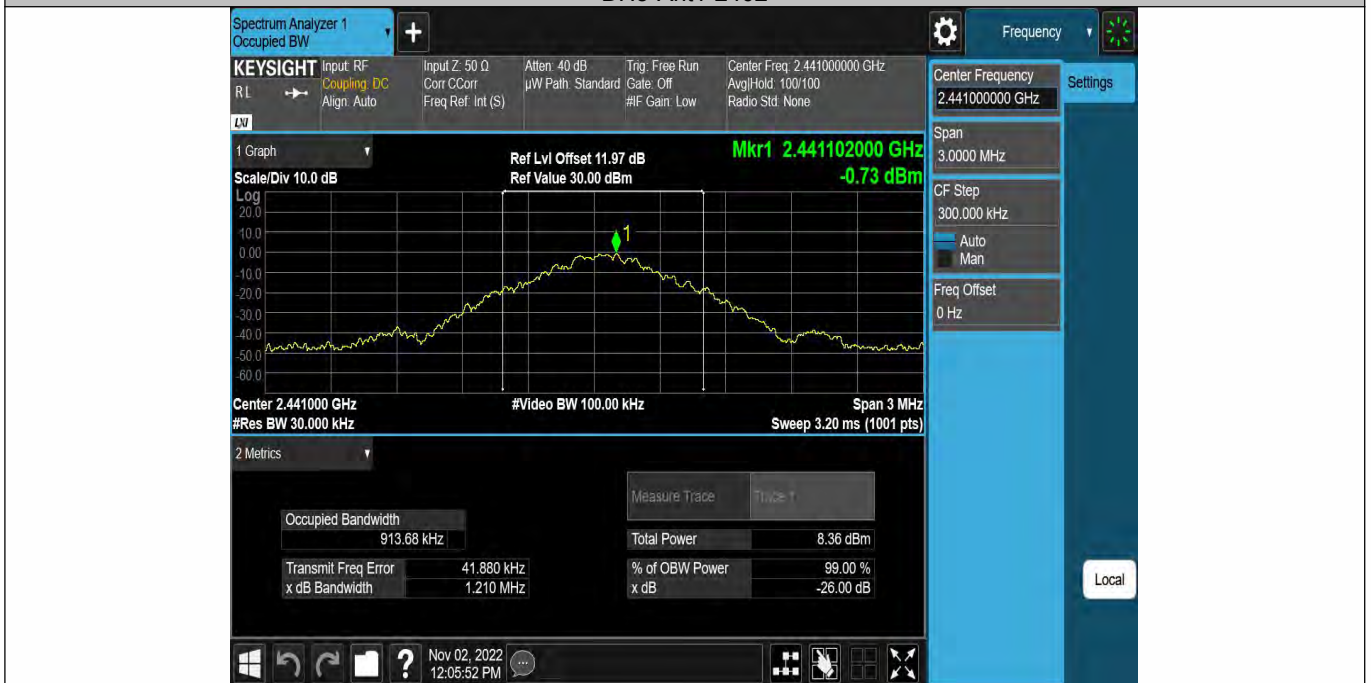 Spectrum Analyzer 1
Occupied BW
+
Frequency
KEYSIGHT
RL
LXI
Input: RF
Coupling: DC
Align: Auto
Input Z: 50 Ω
Corr CCorr
Freq Ref: Int (S)
Atten: 40 dB
µW Path: Standard
Trig: Free Run
Gate: Off
#IF Gain: Low
Center Freq: 2.441000000 GHz
Avg|Hold: 100/100
Radio Std: None
Center Frequency
2.441000000 GHz
Settings
Span
3.0000 MHz
CF Step
300.000 kHz
Auto
Man
Freq Offset
0 Hz
Local
1 Graph
Scale/Div 10.0 dB
Ref Lvl Offset 11.97 dB
Ref Value 30.00 dBm
Mkr1 2.441102000 GHz
-0.73 dBm
Log
20.0
10.0
0.00
-10.0
-20.0
-30.0
-40.0
-50.0
-60.0
1
Center 2.441000 GHz
#Video BW 100.00 kHz
Span 3 MHz
#Res BW 30.000 kHz
Sweep 3.20 ms (1001 pts)
2 Metrics
Measure Trace
Trace 1
Occupied Bandwidth
913.68 kHz
Total Power
8.36 dBm
Transmit Freq Error
41.880 kHz
% of OBW Power
99.00 %
x dB Bandwidth
1.210 MHz
x dB
-26.00 dB
?
Nov 02, 2022
12:05:52 PM